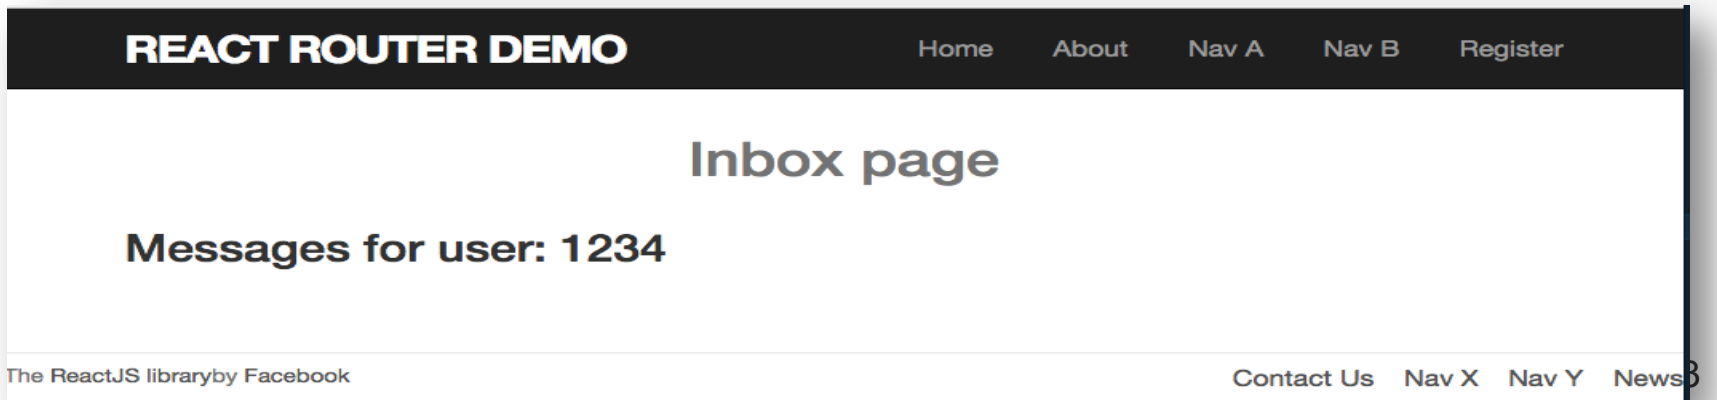 REACT ROUTER DEMO Home About Nav A Nav B Register
Inbox page
Messages for user: 1234
The ReactJS libraryby Facebook Contact Us Nav X Nav Y News